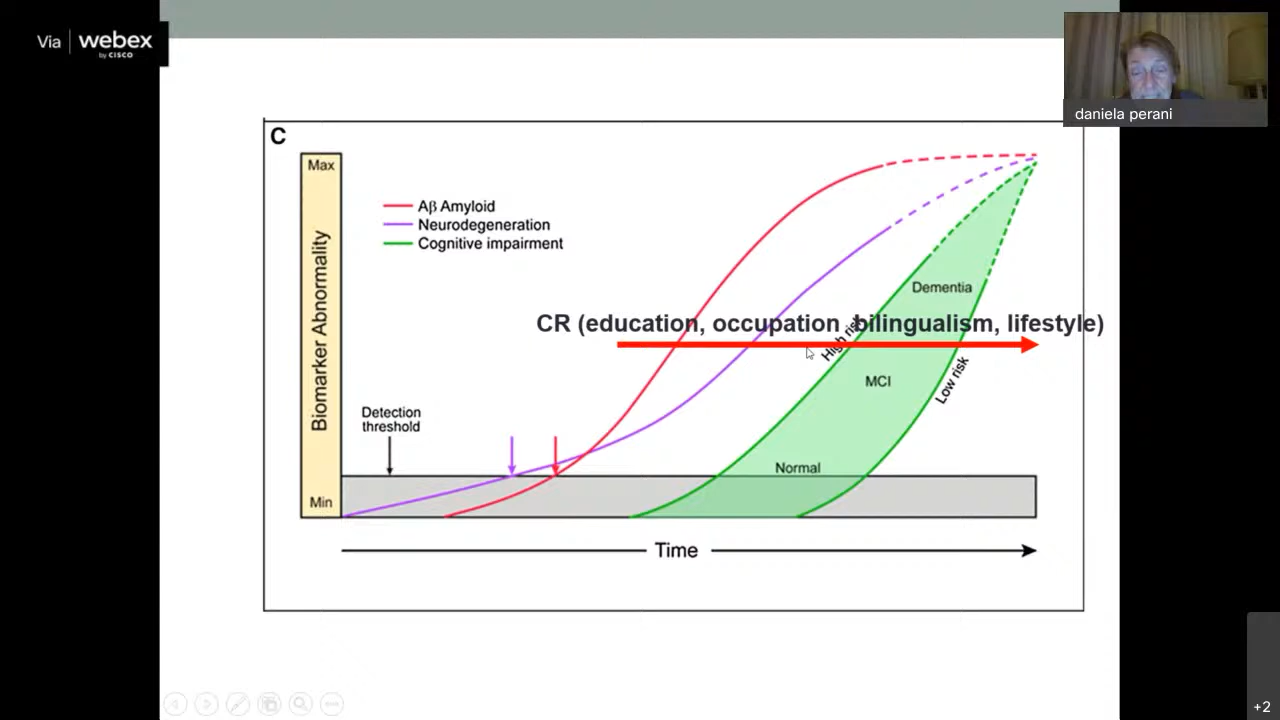 Via webex
by CISCO
daniela perani
C
Max
Aβ Amyloid
Neurodegeneration
Cognitive impairment
Biomarker Abnormality
Dementia
CR (education, occupation, bilingualism, lifestyle)
High risk
MCI
Low risk
Detection
threshold
Normal
Min
Time
+2